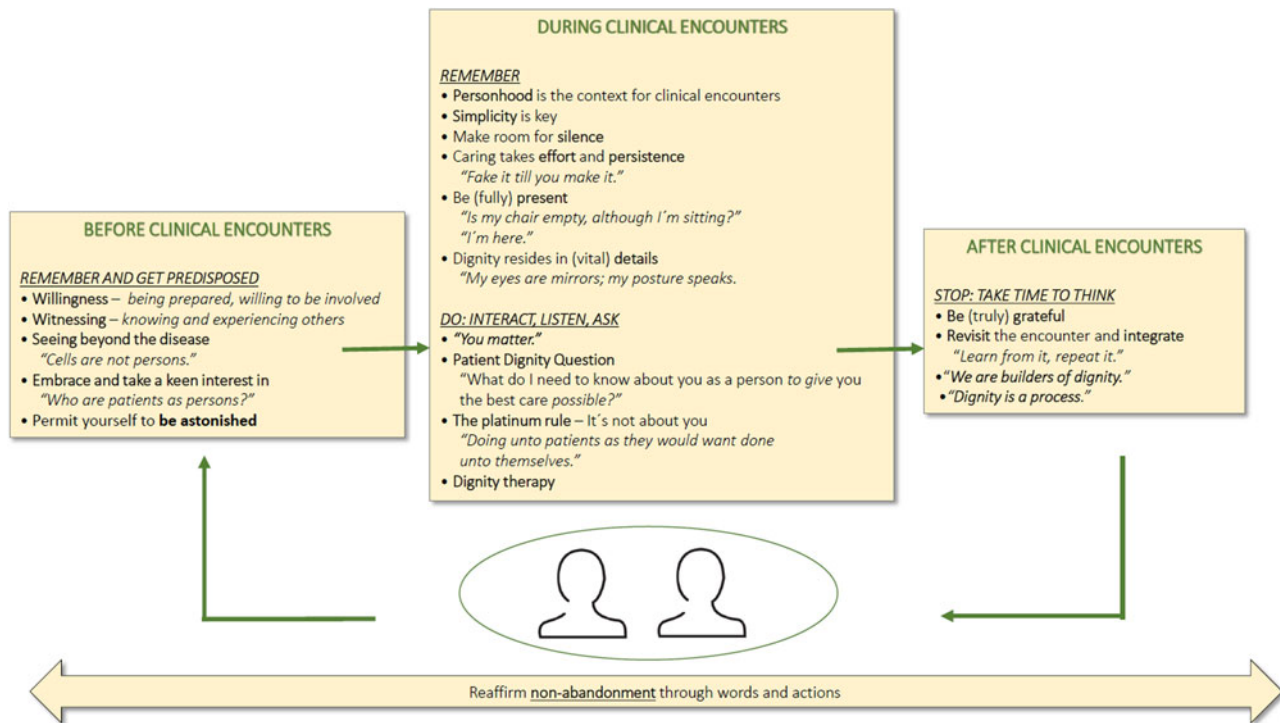 BEFORE CLINICAL ENCOUNTERS
REMEMBER AND GET PREDISPOSED
• Willingness – being prepared, willing to be involved
• Witnessing – knowing and experiencing others
• Seeing beyond the disease
“Cells are not persons.”
• Embrace and take a keen interest in
“Who are patients as persons?”
• Permit yourself to be astonished
DURING CLINICAL ENCOUNTERS
REMEMBER
• Personhood is the context for clinical encounters
• Simplicity is key
• Make room for silence
• Caring takes effort and persistence
“Fake it till you make it.”
• Be (fully) present
“Is my chair empty, although I´m sitting?”
“I´m here.”
• Dignity resides in (vital) details
“My eyes are mirrors; my posture speaks.
DO: INTERACT, LISTEN, ASK
• “You matter.”
• Patient Dignity Question
“What do I need to know about you as a person to give you
the best care possible?”
• The platinum rule – It´s not about you
“Doing unto patients as they would want done
unto themselves.”
• Dignity therapy
AFTER CLINICAL ENCOUNTERS
STOP: TAKE TIME TO THINK
• Be (truly) grateful
• Revisit the encounter and integrate
“Learn from it, repeat it.”
• “We are builders of dignity.”
• “Dignity is a process.”
Reaffirm non-abandonment through words and actions